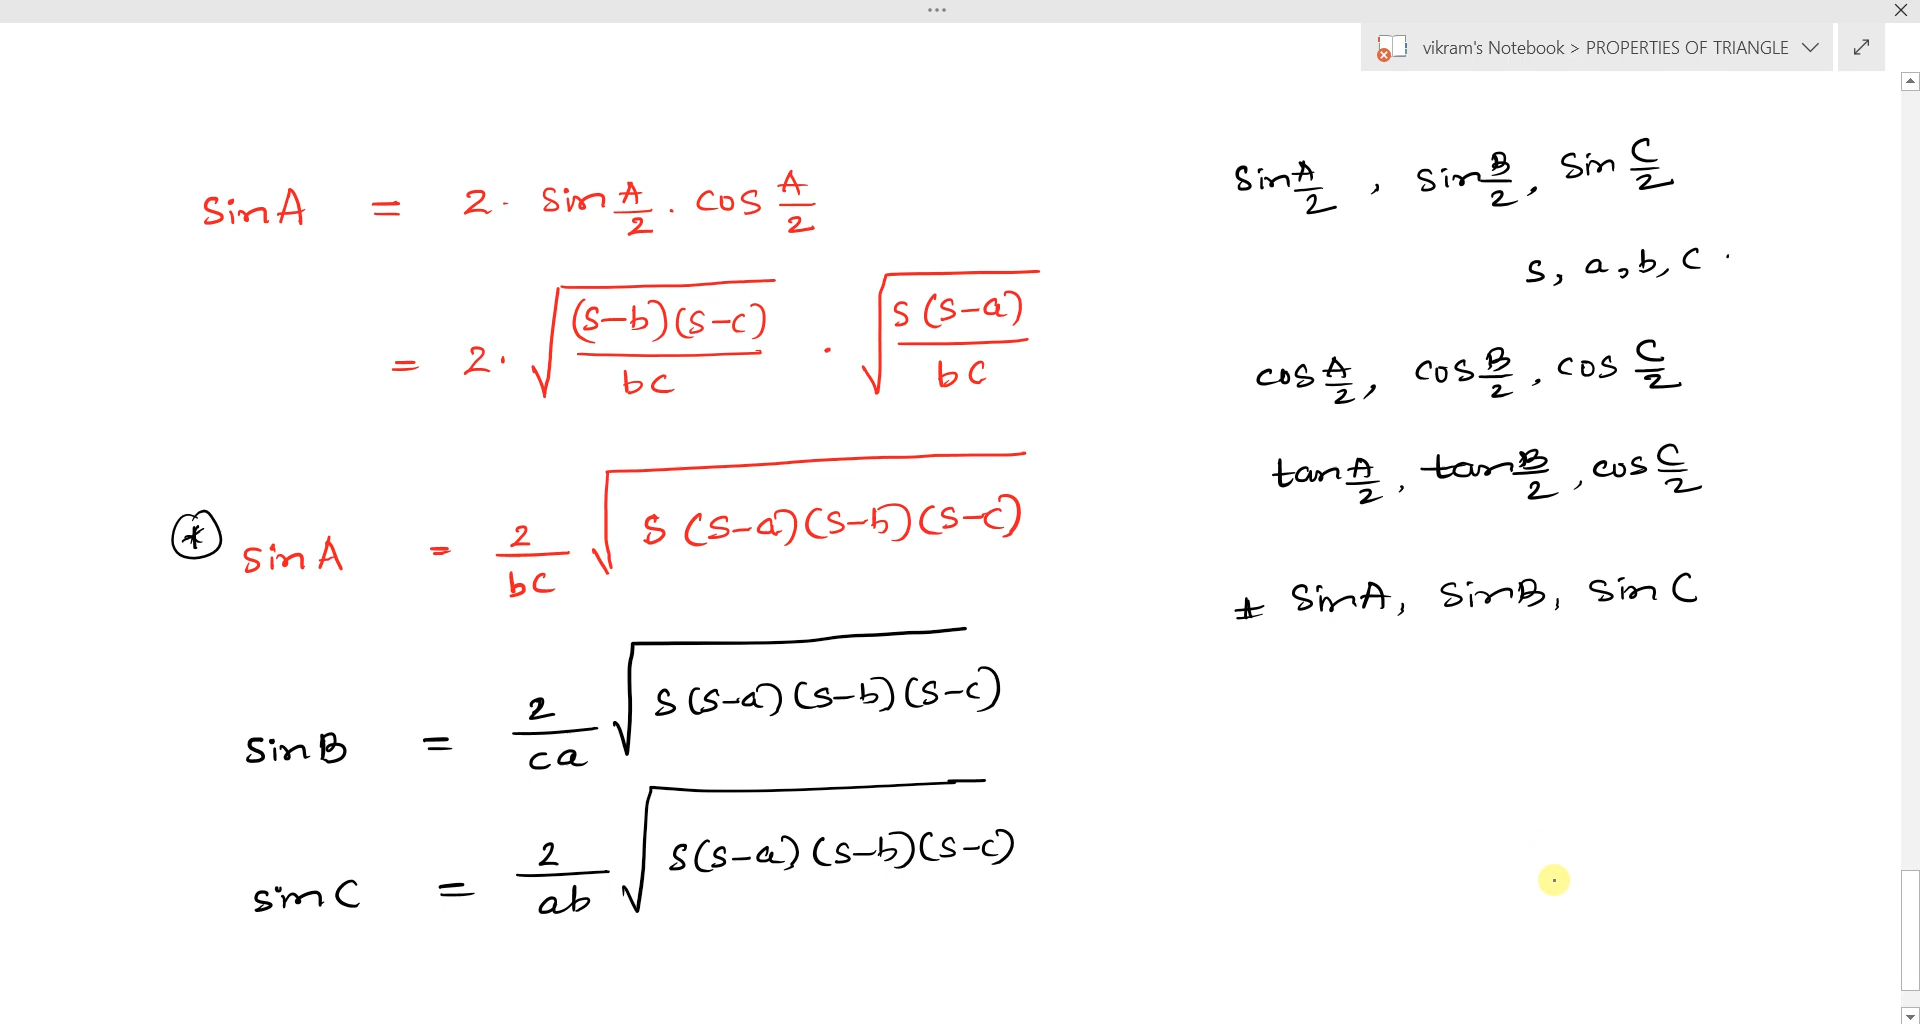 vikram's Notebook > PROPERTIES OF TRIANGLE
sin A = 2. sin A/2 . cos A/2
= 2. √((s-b)(s-c)/bc) . √(s(s-a)/bc)
* sin A = 2/bc √(s(s-a)(s-b)(s-c))
sin B = 2/ca √(s(s-a)(s-b)(s-c))
sin C = 2/ab √(s(s-a)(s-b)(s-c))
sin A/2 , sin B/2, sin C/2
s, a, b, c .
cos A/2, cos B/2, cos C/2
tan A/2, tan B/2, cos C/2
* sin A, sin B, sin C